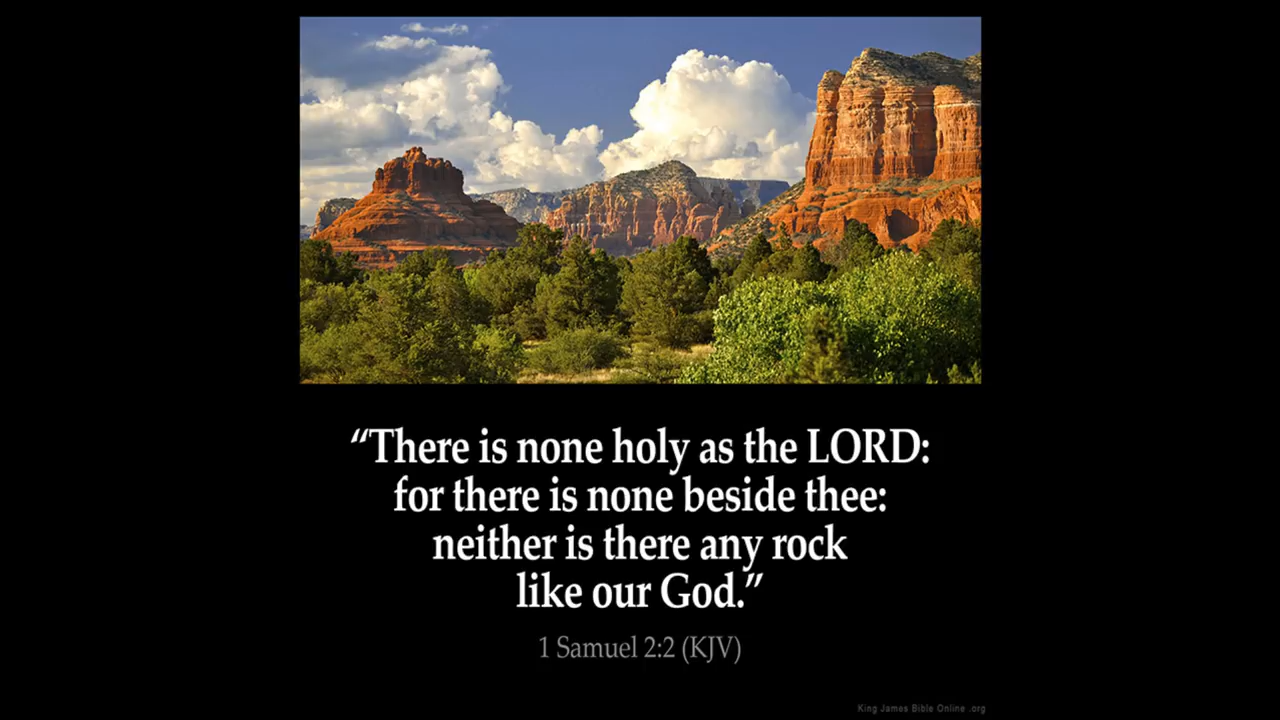 “There is none holy as the LORD:
for there is none beside thee:
neither is there any rock
like our God.”
1 Samuel 2:2 (KJV)
King James Bible Online .org